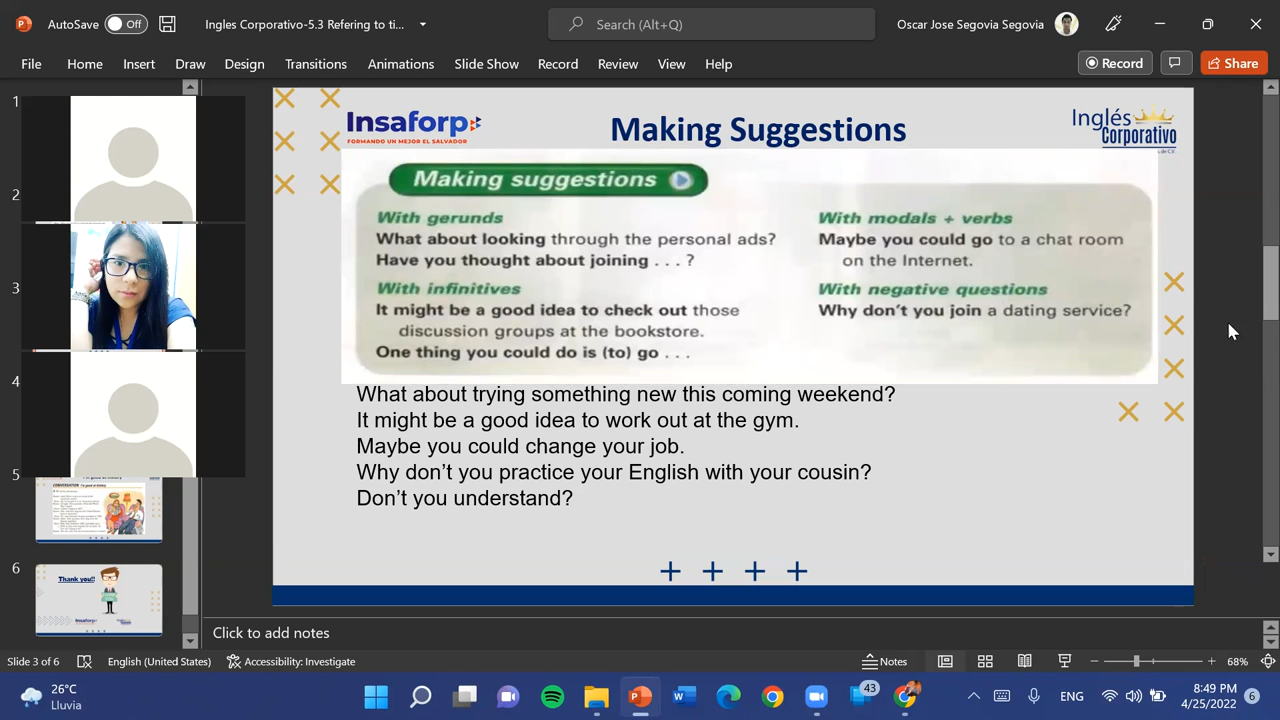 AutoSave
Off
Ingles Corporativo-5.3 Refering to ti...
Search (Alt+Q)
Oscar Jose Segovia Segovia
File
Home
Insert
Draw
Design
Transitions
Animations
Slide Show
Record
Review
View
Help
Record
Share
1
2
3
4
5
6
Thank you!!
Insaforp
FORMANDO UN MEJOR EL SALVADOR
Making Suggestions
Inglés
Corporativo
Making suggestions
With gerunds
What about looking through the personal ads?
Have you thought about joining . . . ?
With infinitives
It might be a good idea to check out those
discussion groups at the bookstore.
One thing you could do is (to) go . . .
With modals + verbs
Maybe you could go to a chat room
on the Internet.
With negative questions
Why don't you join a dating service?
What about trying something new this coming weekend?
It might be a good idea to work out at the gym.
Maybe you could change your job.
Why don't you practice your English with your cousin?
Don't you understand?
Click to add notes
Slide 3 of 6
English (United States)
Accessibility: Investigate
Notes
68%
26°C
Lluvia
43
ENG
8:49 PM
4/25/2022
6